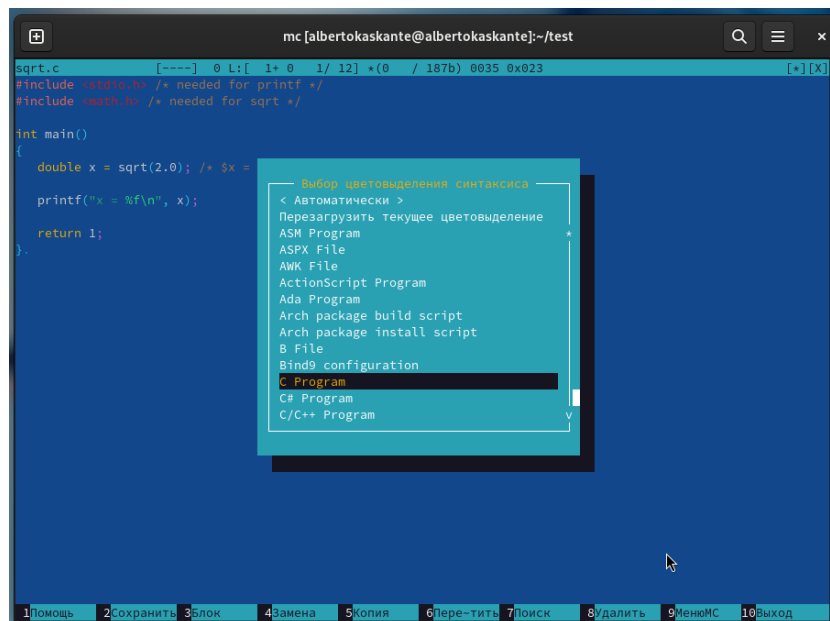 mc [albertokaskante@albertokaskante]:~/test
sqrt.c [----] 0 L:[ 1+ 0 1/ 12] *(0 / 187b) 0035 0x023 [*][X]
#include <stdio.h> /* needed for printf */
#include <math.h> /* needed for sqrt */
int main()
{
double x = sqrt(2.0); /* $x =
printf("x = %f\n", x);
return 1;
}.
Выбор цветовыделения синтаксиса
< Автоматически >
Перезагрузить текущее цветовыделение
ASM Program
ASPX File
AWK File
ActionScript Program
Ada Program
Arch package build script
Arch package install script
B File
Bind9 configuration
C Program
C# Program
C/C++ Program
1Помощь 2Сохранить 3Блок 4Замена 5Копия 6Пере~тить 7Поиск 8Удалить 9МенюMC 10Выход